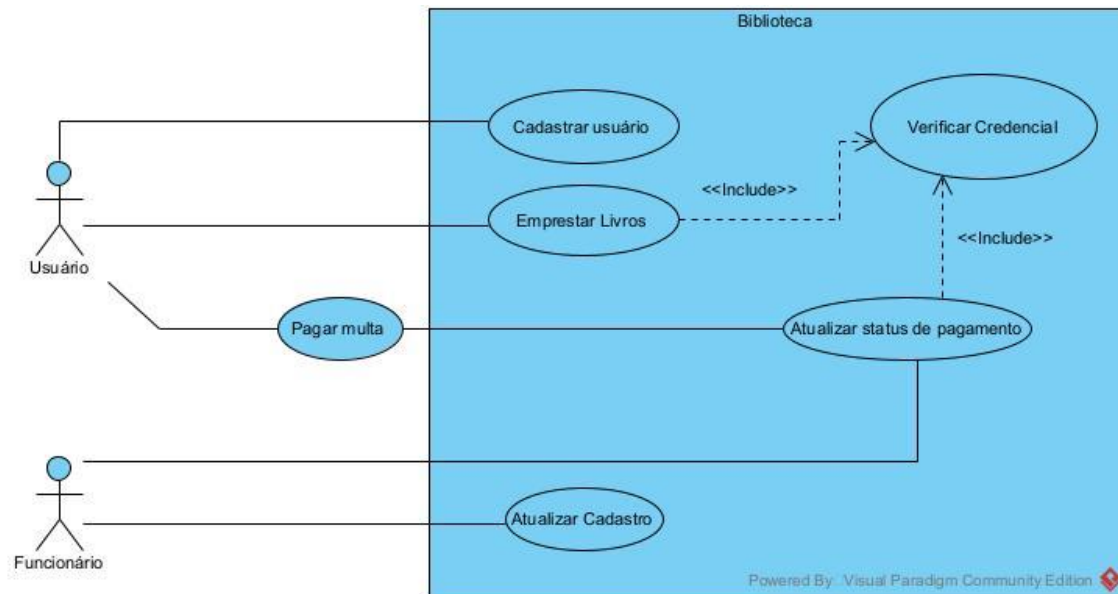 Biblioteca
Cadastrar usuário
Verificar Credencial
<<Include>>
Emprestar Livros
<<Include>>
Usuário
Pagar multa
Atualizar status de pagamento
Atualizar Cadastro
Funcionário
Powered By: Visual Paradigm Community Edition